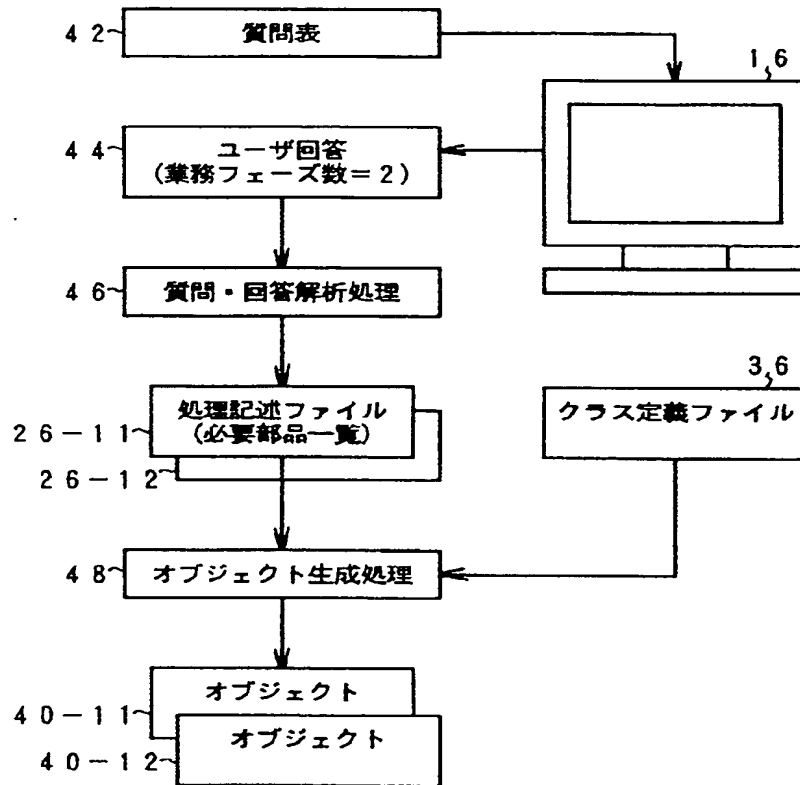 42 質問表
16
44 ユーザ回答
(業務フェーズ数=2)
46 質問・回答解析処理
36
26-11 処理記述ファイル
(必要部品一覧)
クラス定義ファイル
26-12
48 オブジェクト生成処理
オブジェクト
40-11
オブジェクト
40-12